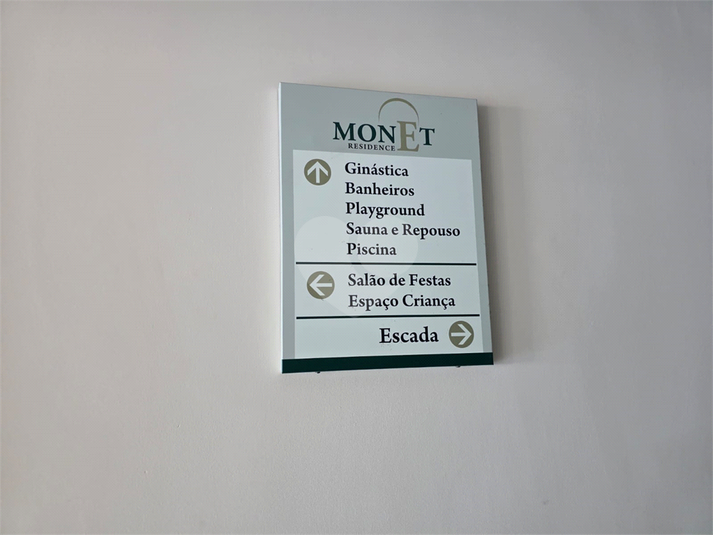 MONET
RESIDENCE
Ginástica
Banheiros
Playground
Sauna e Repouso
Piscina
Salão de Festas
Espaço Criança
Escada